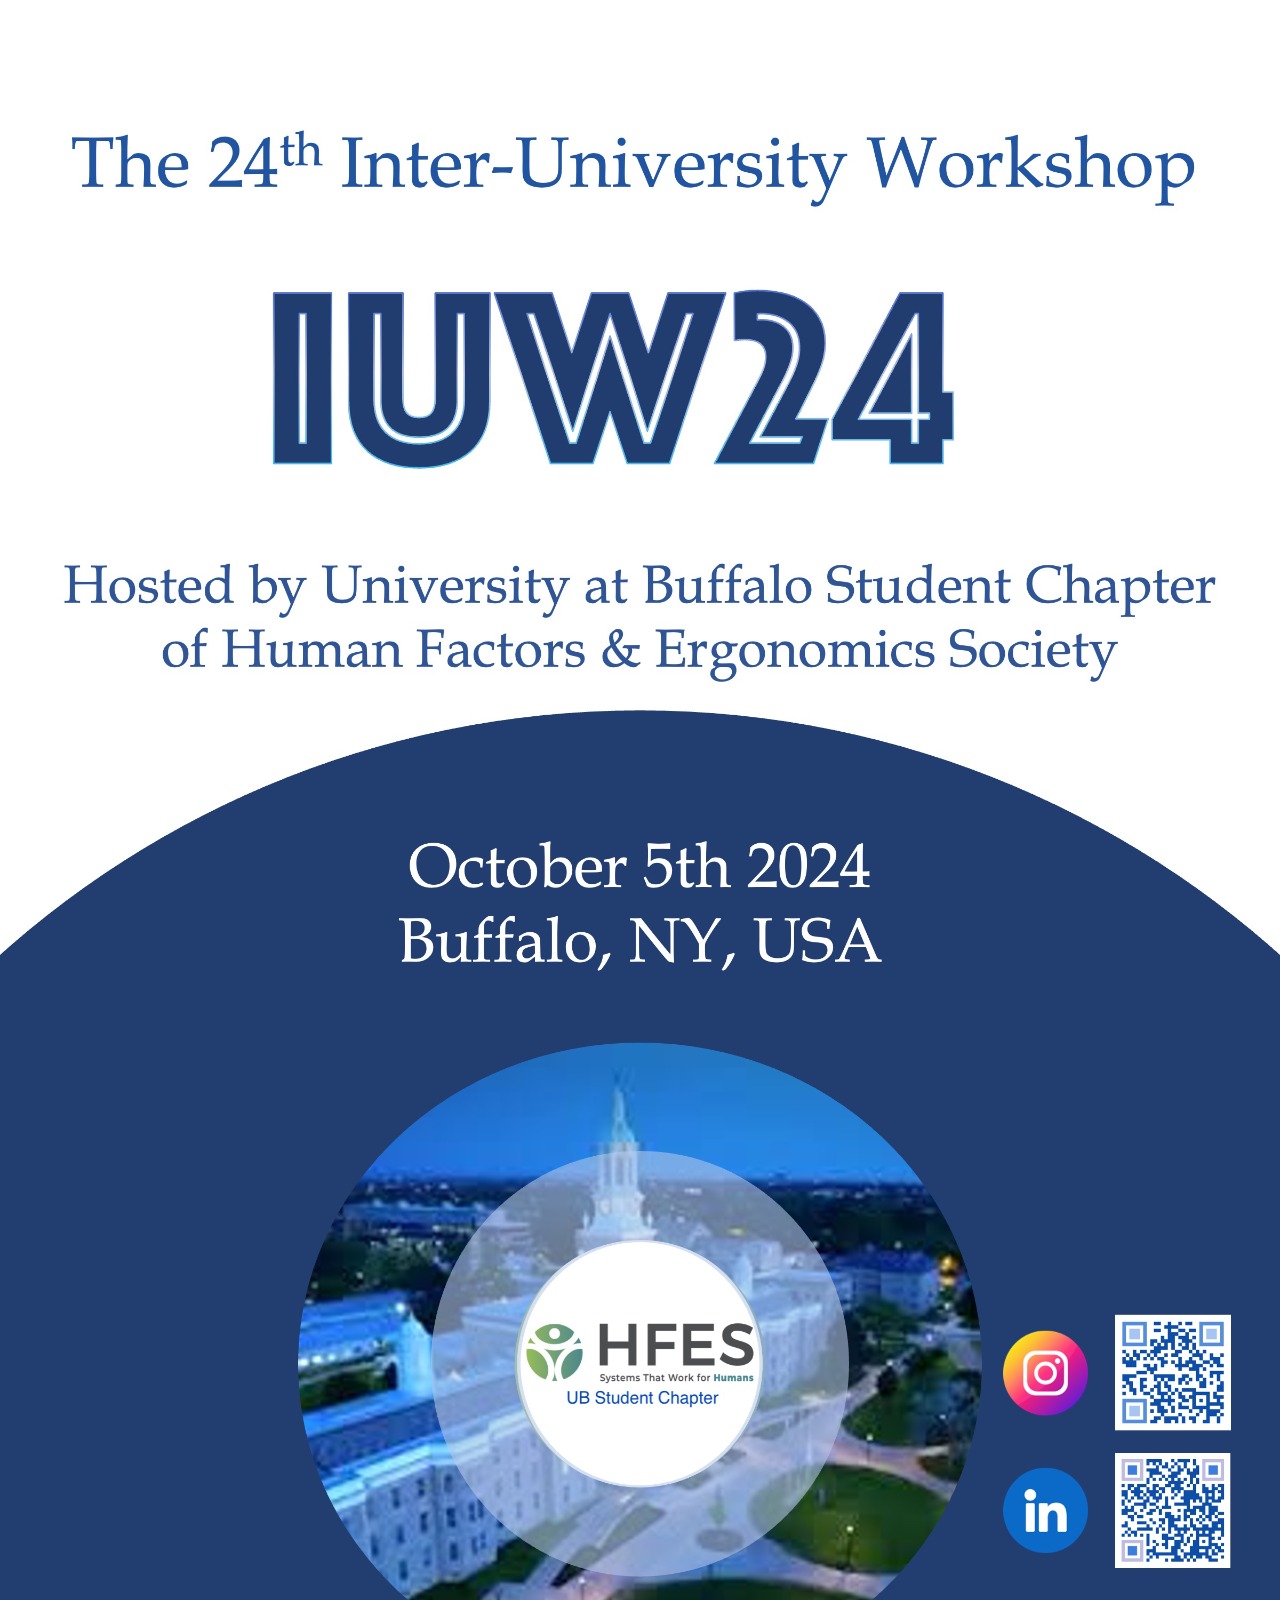 The 24th Inter-University Workshop
IUW24
Hosted by University at Buffalo Student Chapter
of Human Factors & Ergonomics Society
October 5th 2024
Buffalo, NY, USA
HFES
Systems That Work for Humans
UB Student Chapter
in